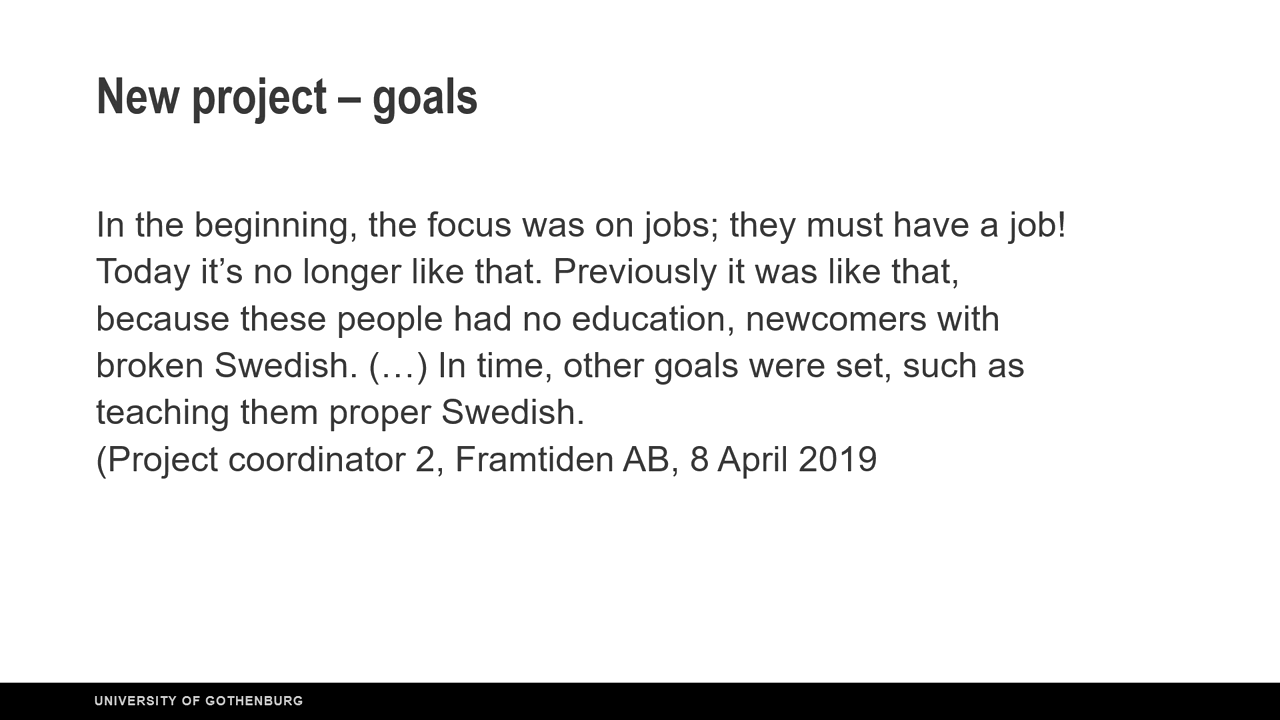 New project – goals
In the beginning, the focus was on jobs; they must have a job!
Today it’s no longer like that. Previously it was like that,
because these people had no education, newcomers with
broken Swedish. (…) In time, other goals were set, such as
teaching them proper Swedish.
(Project coordinator 2, Framtiden AB, 8 April 2019
UNIVERSITY OF GOTHENBURG